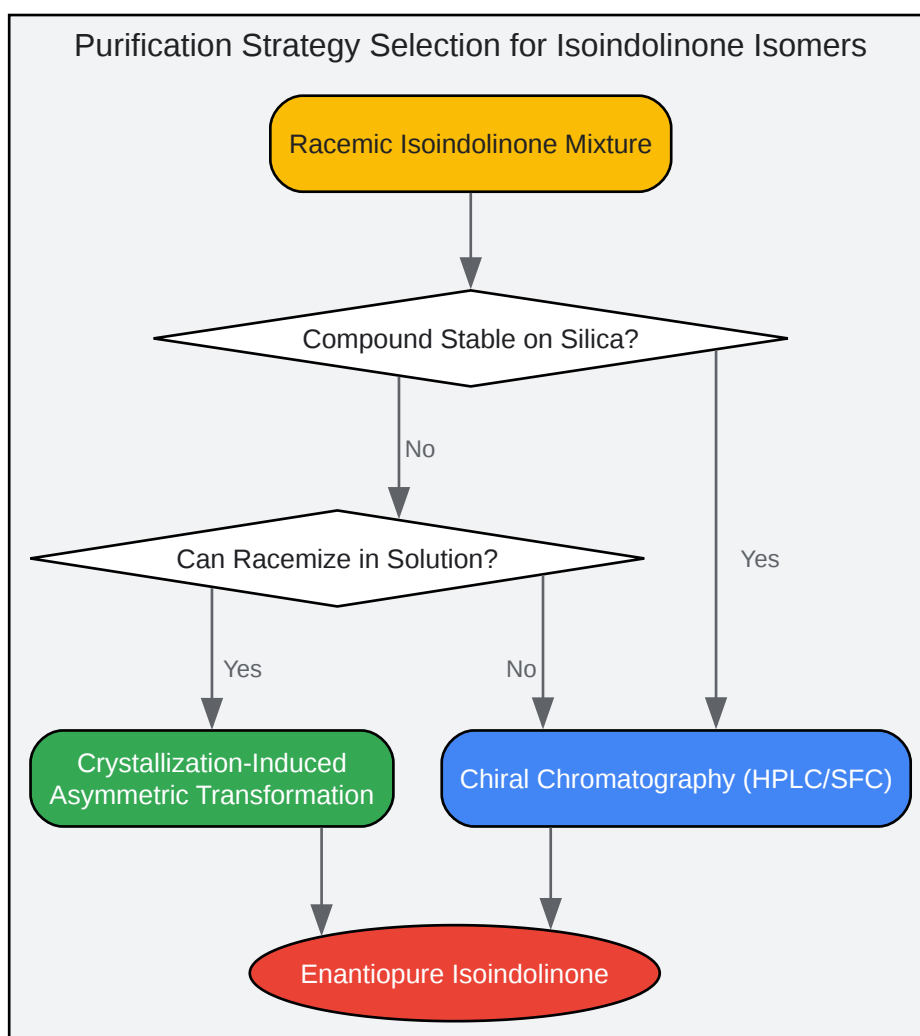 Purification Strategy Selection for Isoindolinone Isomers
Racemic Isoindolinone Mixture
Compound Stable on Silica?
No
Can Racemize in Solution?
Yes
Yes
No
Crystallization-Induced
Asymmetric Transformation
Chiral Chromatography (HPLC/SFC)
Enantiopure Isoindolinone